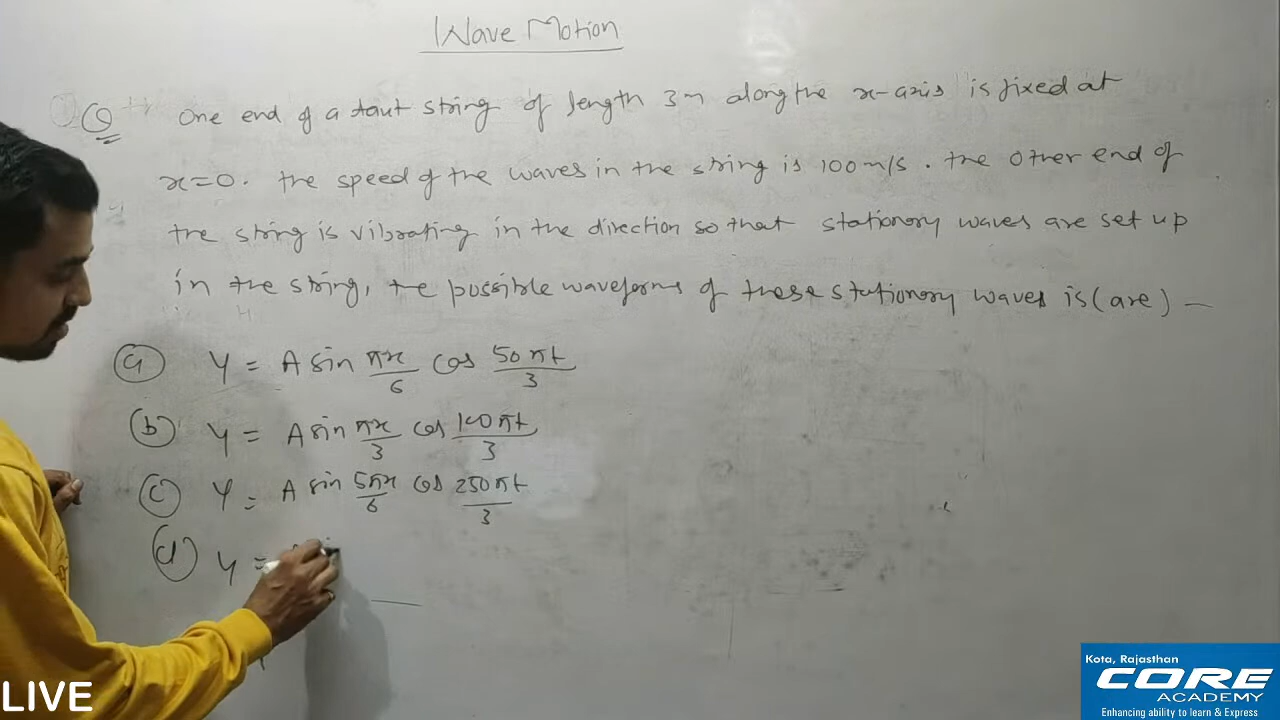 Wave Motion
Q One end of a taut string of length 3m along the x-axis is fixed at
x=0. the speed of the waves in the string is 100 m/s. the other end of
the string is vibrating in the direction so that stationary waves are set up
in the string, the possible waveforms of these stationary waves is (are) —
(a) Y = A sin πx/6 cos 50πt/3
(b) Y = A sin πx/3 cos 100πt/3
(c) Y = A sin 5πx/6 cos 250πt/3
(d) Y =
LIVE
Kota, Rajasthan
CORE
ACADEMY
Enhancing ability to learn & Express